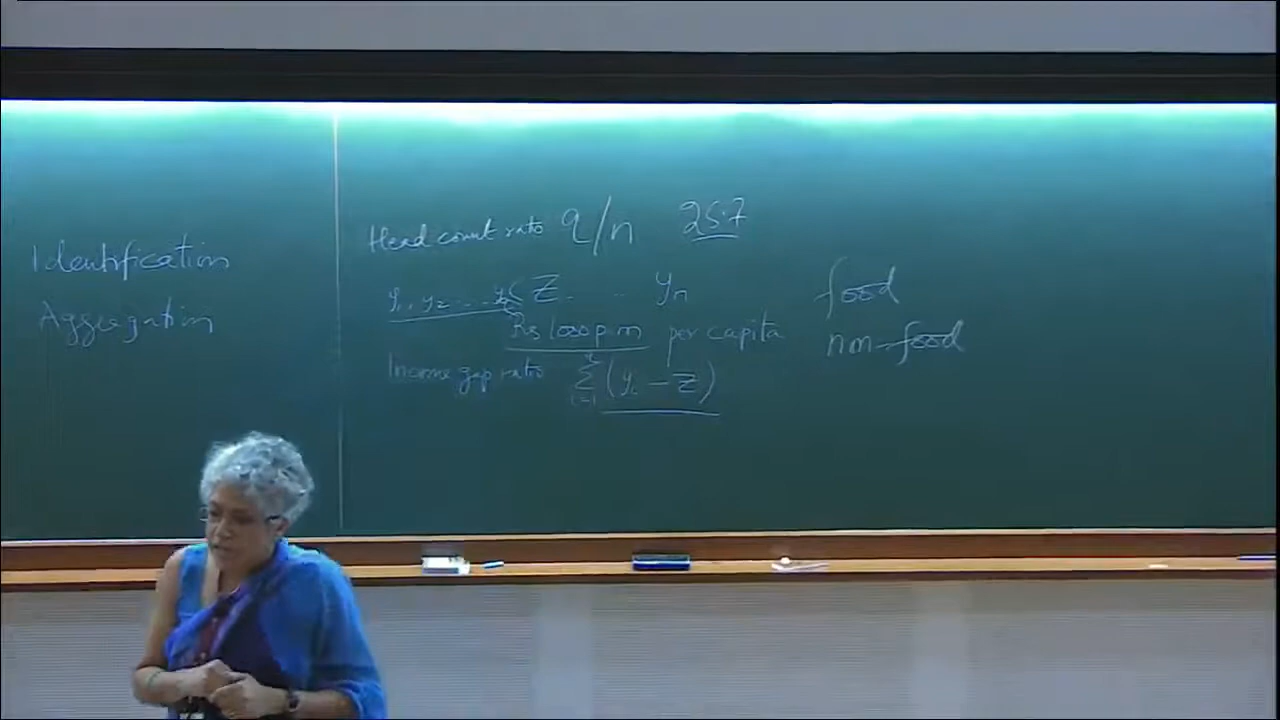 Identification
Aggregation
Head count ratio q/n 25.7
y₁, y₂ ... < Z . .. yₙ
Rs 1000 p.m per capita
Income gap ratio Σ i=1 (yᵢ - Z)
food
non-food